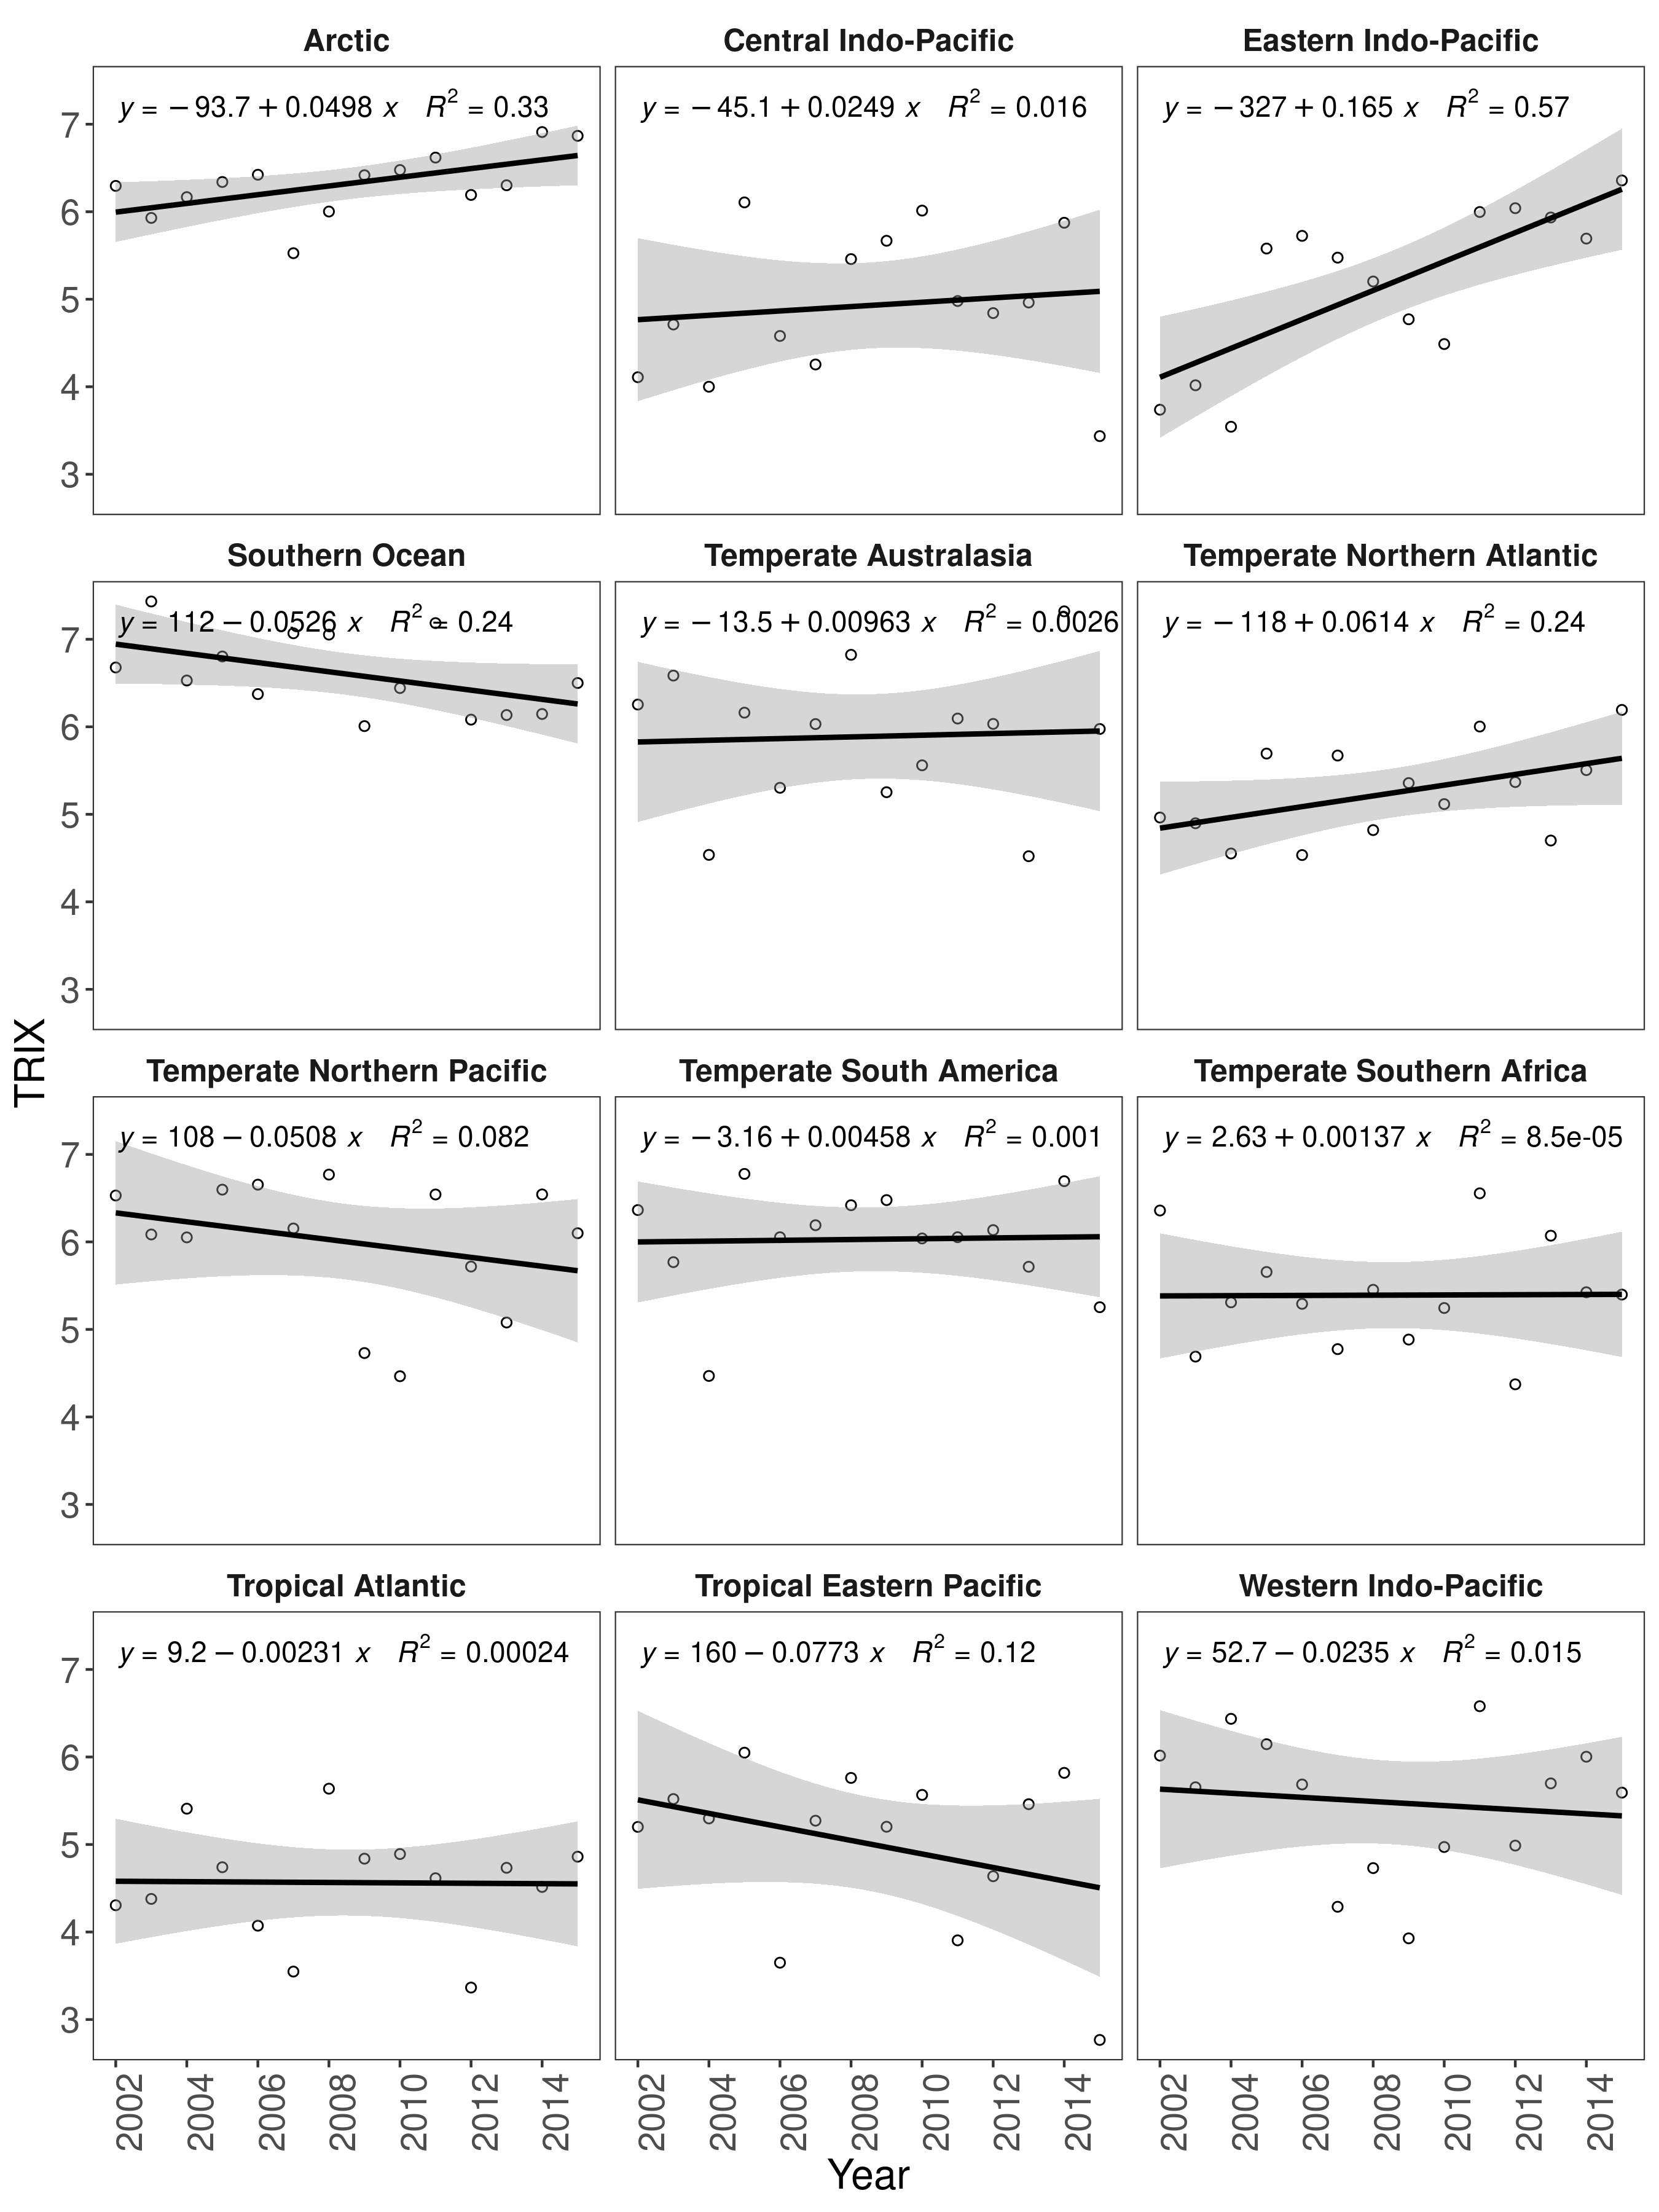 Arctic
y = − 93.7 + 0.0498 x R² = 0.33
7
6
5
4
3
Central Indo-Pacific
y = − 45.1 + 0.0249 x R² = 0.016
Eastern Indo-Pacific
y = − 327 + 0.165 x R² = 0.57
Southern Ocean
y = 112 − 0.0526 x R² = 0.24
7
6
5
4
3
Temperate Australasia
y = − 13.5 + 0.00963 x R² = 0.0026
Temperate Northern Atlantic
y = − 118 + 0.0614 x R² = 0.24
TRIX
Temperate Northern Pacific
y = 108 − 0.0508 x R² = 0.082
7
6
5
4
3
Temperate South America
y = − 3.16 + 0.00458 x R² = 0.001
Temperate Southern Africa
y = 2.63 + 0.00137 x R² = 8.5e-05
Tropical Atlantic
y = 9.2 − 0.00231 x R² = 0.00024
7
6
5
4
3
2002 2004 2006 2008 2010 2012 2014
Tropical Eastern Pacific
y = 160 − 0.0773 x R² = 0.12
2002 2004 2006 2008 2010 2012 2014
Western Indo-Pacific
y = 52.7 − 0.0235 x R² = 0.015
2002 2004 2006 2008 2010 2012 2014
Year